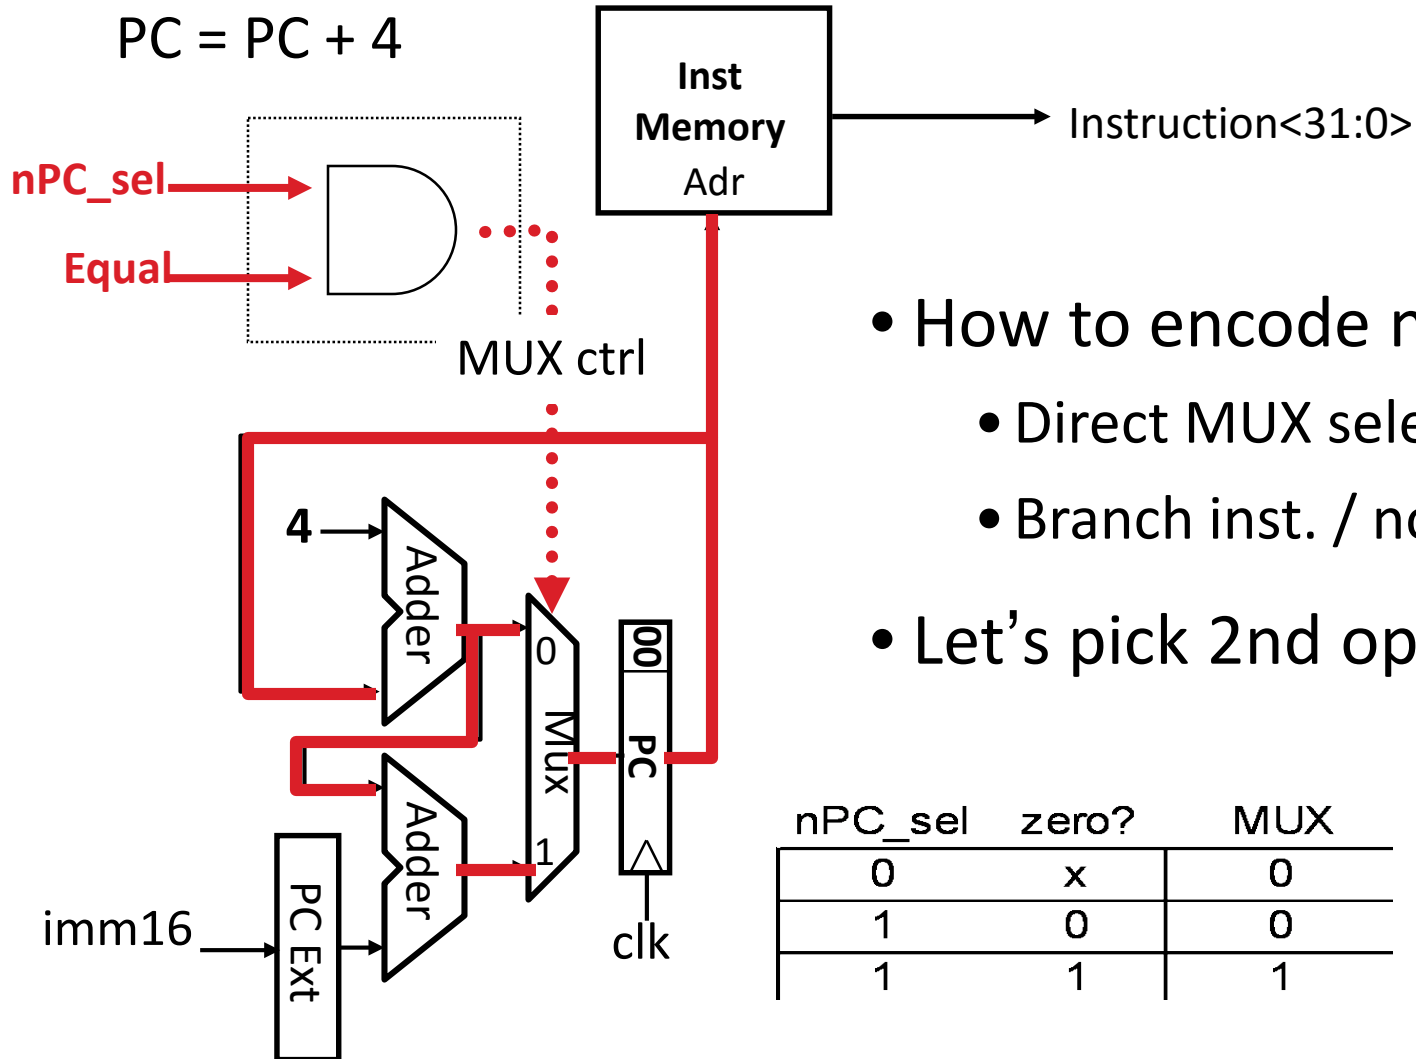 PC = PC + 4
Inst
Memory
Adr
Instruction<31:0>
nPC_sel
Equal
MUX ctrl
• How to encode
• Direct MUX
• Branch inst. /
• Let’s pick 2nd
4
Adder
0
Mux
1
00
PC
clk
Adder
imm16
PC Ext
nPC_sel zero? MUX
0 x 0
1 0 0
1 1 1